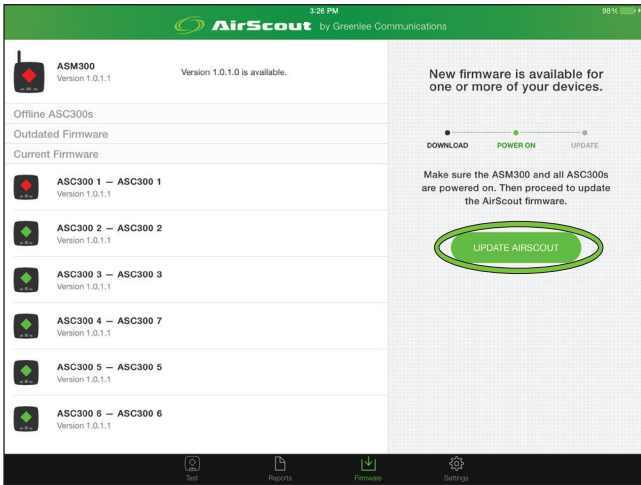 3:26 PM
98%
AirScout by Greenlee Communications
ASM300
Version 1.0.1.1
Version 1.0.1.0 is available.
Offline ASC300s
Outdated Firmware
Current Firmware
ASC300 1 — ASC300 1
Version 1.0.1.1
ASC300 2 — ASC300 2
Version 1.0.1.1
ASC300 3 — ASC300 3
Version 1.0.1.1
ASC300 4 — ASC300 7
Version 1.0.1.1
ASC300 5 — ASC300 5
Version 1.0.1.1
ASC300 6 — ASC300 6
Version 1.0.1.1
New firmware is available for
one or more of your devices.
DOWNLOAD
POWER ON
UPDATE
Make sure the ASM300 and all ASC300s
are powered on. Then proceed to update
the AirScout firmware.
UPDATE AIRSCOUT
Test
Reports
Firmware
Settings